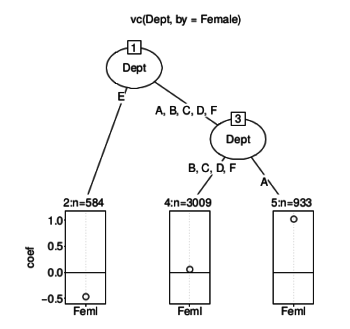 vc(Dept, by = Female)
1
Dept
E
A, B, C, D, F
3
Dept
B, C, D, F
A
2:n=584
4:n=3009
5:n=933
coef
1.0
0.5
0.0
−0.5
Feml
Feml
Feml